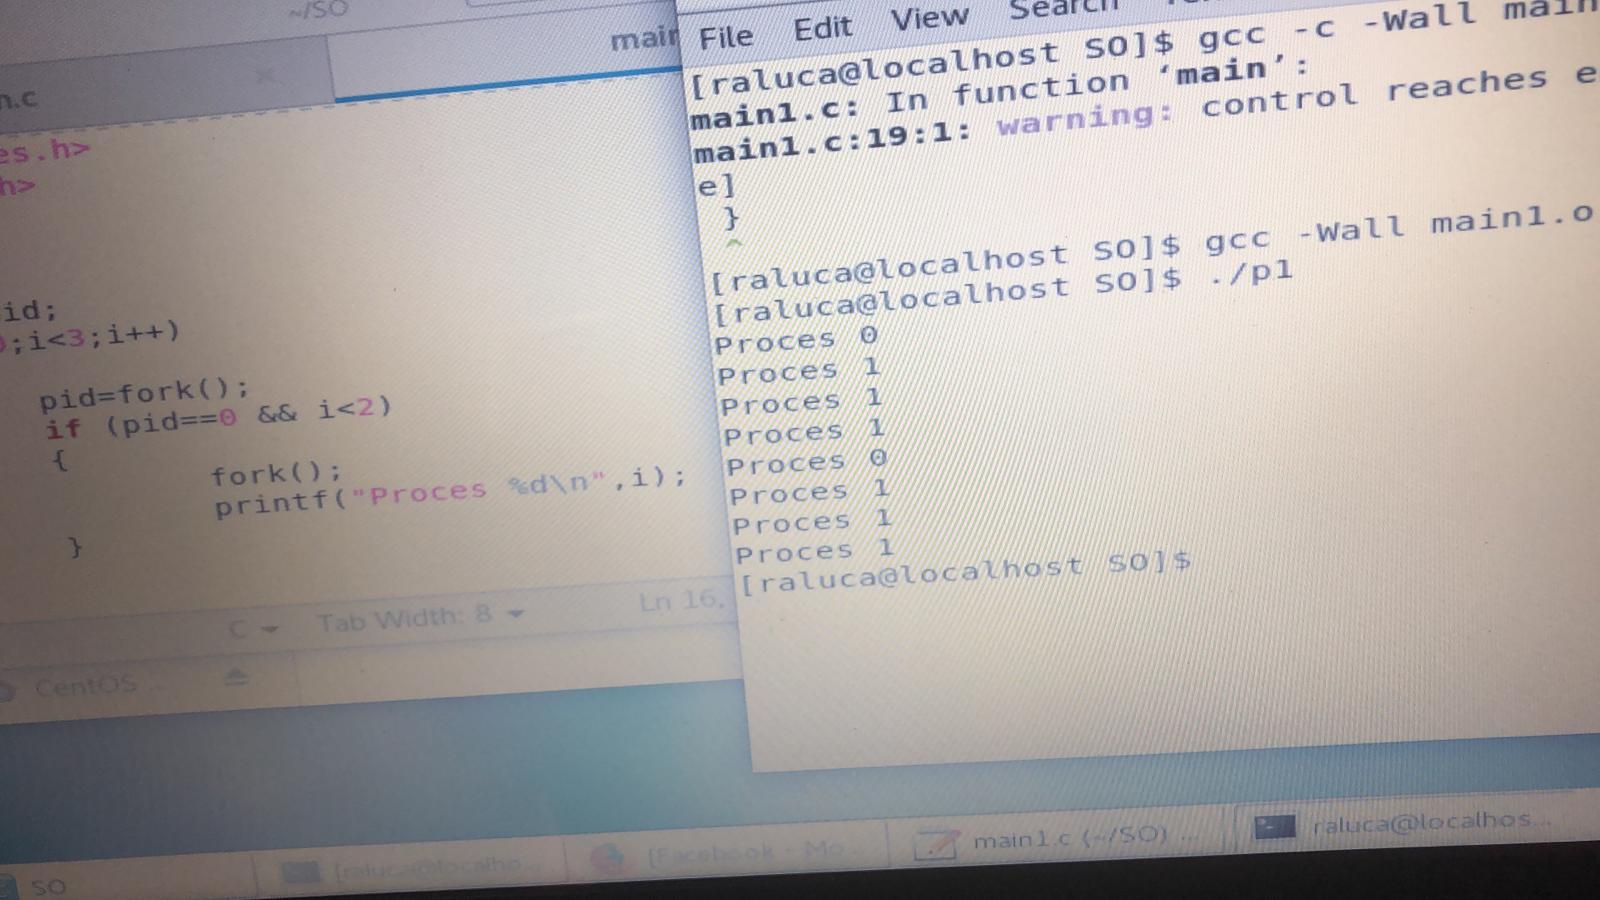 ~/SO
File Edit View Search
n.c
es.h>
h>
id;
;i<3;i++)
pid=fork();
if (pid==0 && i<2)
{
fork();
printf("Proces %d\n",i);
}
C Tab Width: 8 Ln 16,
CentOS
[raluca@localhost SO]$ gcc -c -Wall main
main1.c: In function ‘main’:
main1.c:19:1: warning: control reaches e
e]
}
^
[raluca@localhost SO]$ gcc -Wall main1.o
[raluca@localhost SO]$ ./p1
Proces 0
Proces 1
Proces 1
Proces 1
Proces 0
Proces 1
Proces 1
Proces 1
[raluca@localhost SO]$
SO [raluca@localho... [Facebook - Mo... main1.c (~/SO) ... raluca@localhos...